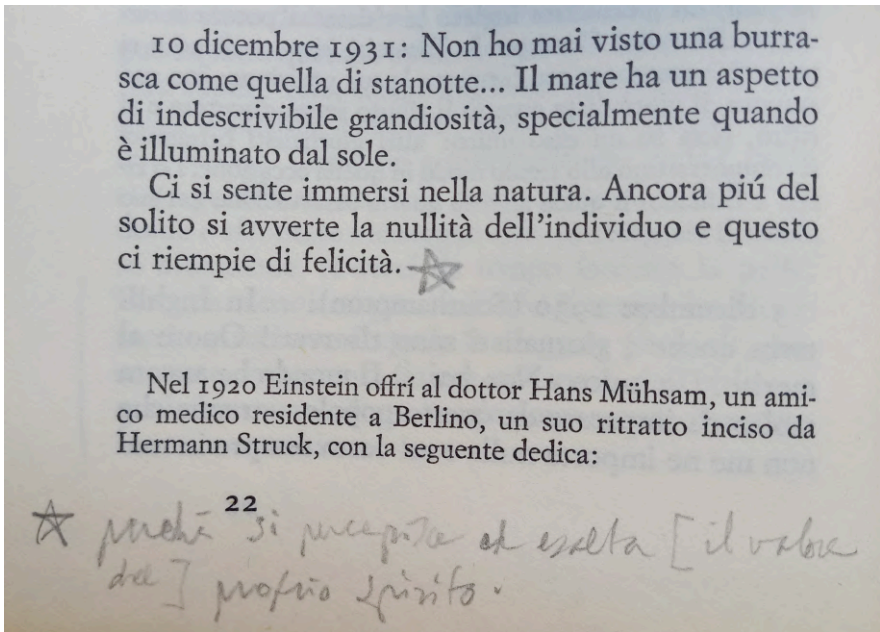 10 dicembre 1931: Non ho mai visto una burra-
sca come quella di stanotte... Il mare ha un aspetto
di indescrivibile grandiosità, specialmente quando
è illuminato dal sole.
Ci si sente immersi nella natura. Ancora piú del
solito si avverte la nullità dell'individuo e questo
ci riempie di felicità.
Nel 1920 Einstein offrí al dottor Hans Mühsam, un ami-
co medico residente a Berlino, un suo ritratto inciso da
Hermann Struck, con la seguente dedica:
22
perché si percepisce ed esalta [il valore
del] proprio spirito.